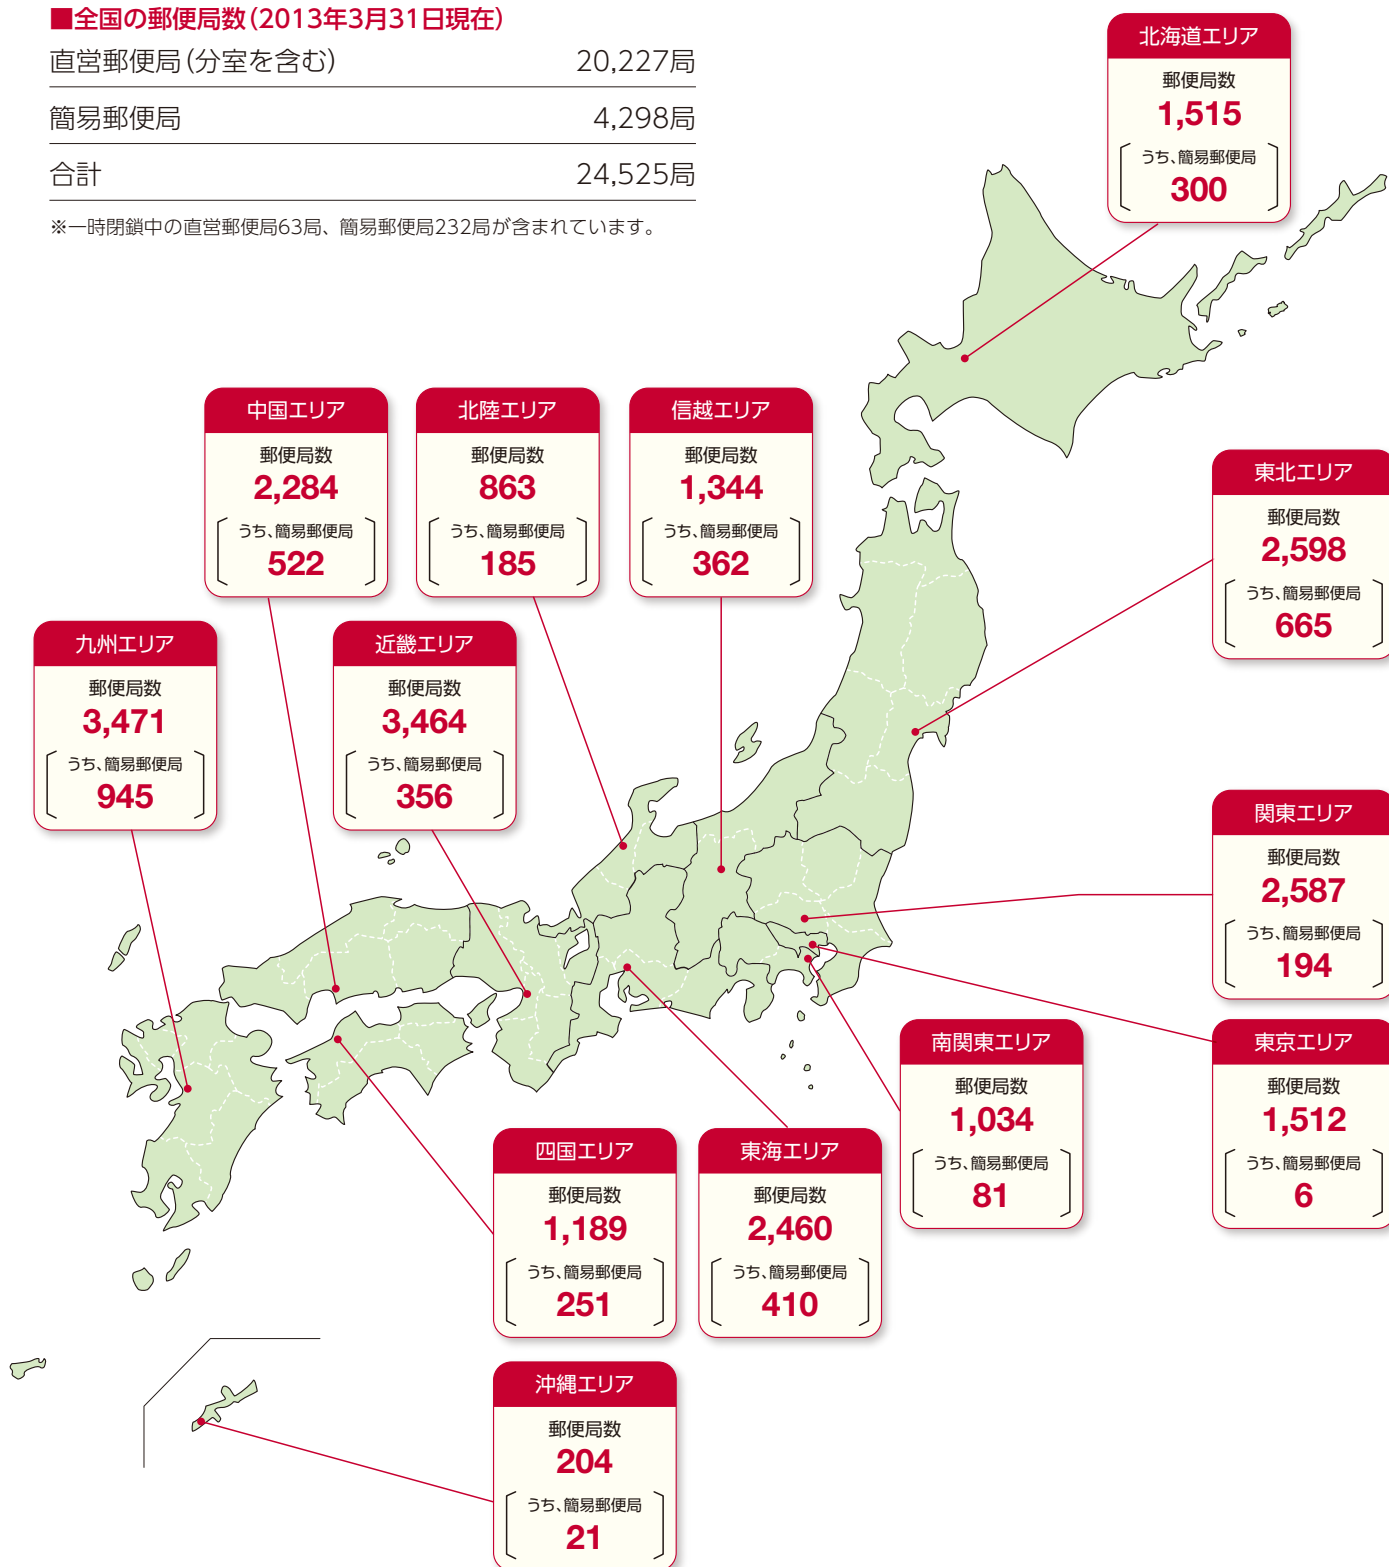 ■全国の郵便局数(2013年3月31日現在)
直営郵便局(分室を含む) 20,227局
簡易郵便局 4,298局
合計 24,525局
※一時閉鎖中の直営郵便局63局、簡易郵便局232局が含まれています。
北海道エリア
郵便局数
1,515
うち、簡易郵便局
300
中国エリア
郵便局数
2,284
うち、簡易郵便局
522
北陸エリア
郵便局数
863
うち、簡易郵便局
185
信越エリア
郵便局数
1,344
うち、簡易郵便局
362
東北エリア
郵便局数
2,598
うち、簡易郵便局
665
九州エリア
郵便局数
3,471
うち、簡易郵便局
945
近畿エリア
郵便局数
3,464
うち、簡易郵便局
356
関東エリア
郵便局数
2,587
うち、簡易郵便局
194
南関東エリア
郵便局数
1,034
うち、簡易郵便局
81
東京エリア
郵便局数
1,512
うち、簡易郵便局
6
四国エリア
郵便局数
1,189
うち、簡易郵便局
251
東海エリア
郵便局数
2,460
うち、簡易郵便局
410
沖縄エリア
郵便局数
204
うち、簡易郵便局
21